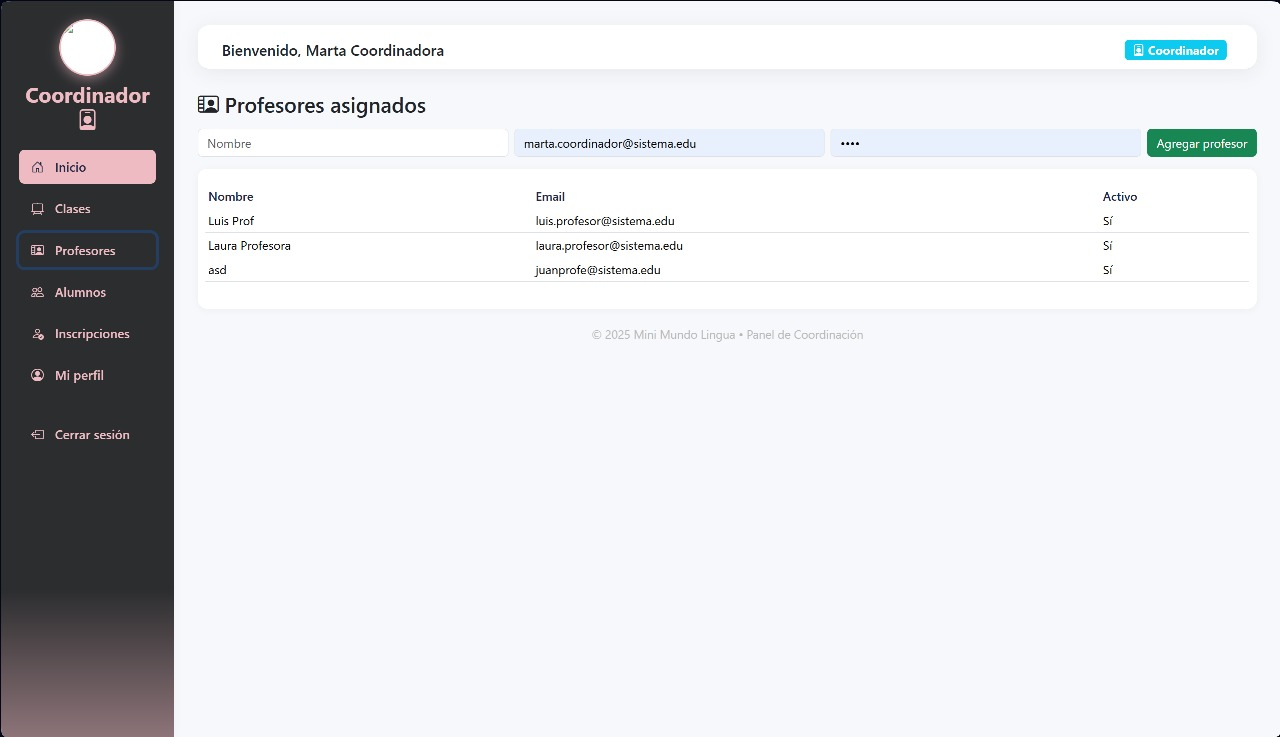 Coordinador
Inicio
Clases
Profesores
Alumnos
Inscripciones
Mi perfil
Cerrar sesión
Bienvenido, Marta Coordinadora
Coordinador
Profesores asignados
Nombre marta.coordinador@sistema.edu •••• Agregar profesor
Nombre Email Activo
Luis Prof luis.profesor@sistema.edu Sí
Laura Profesora laura.profesor@sistema.edu Sí
asd juanprofe@sistema.edu Sí
© 2025 Mini Mundo Lingua • Panel de Coordinación